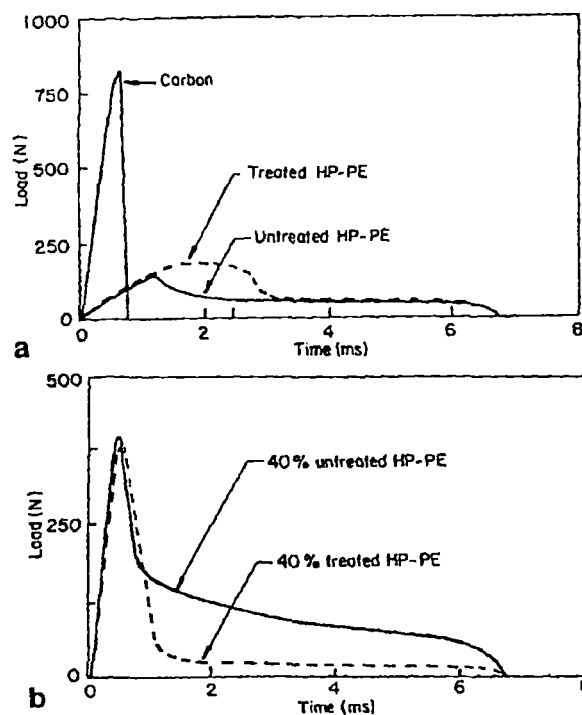 1000
750
500
250
0
Load (N)
Carbon
Treated HP-PE
Untreated HP-PE
0
2
4
6
8
Time (ms)
a
500
250
0
Load (N)
40% untreated HP-PE
40% treated HP-PE
0
2
4
6
8
Time (ms)
b